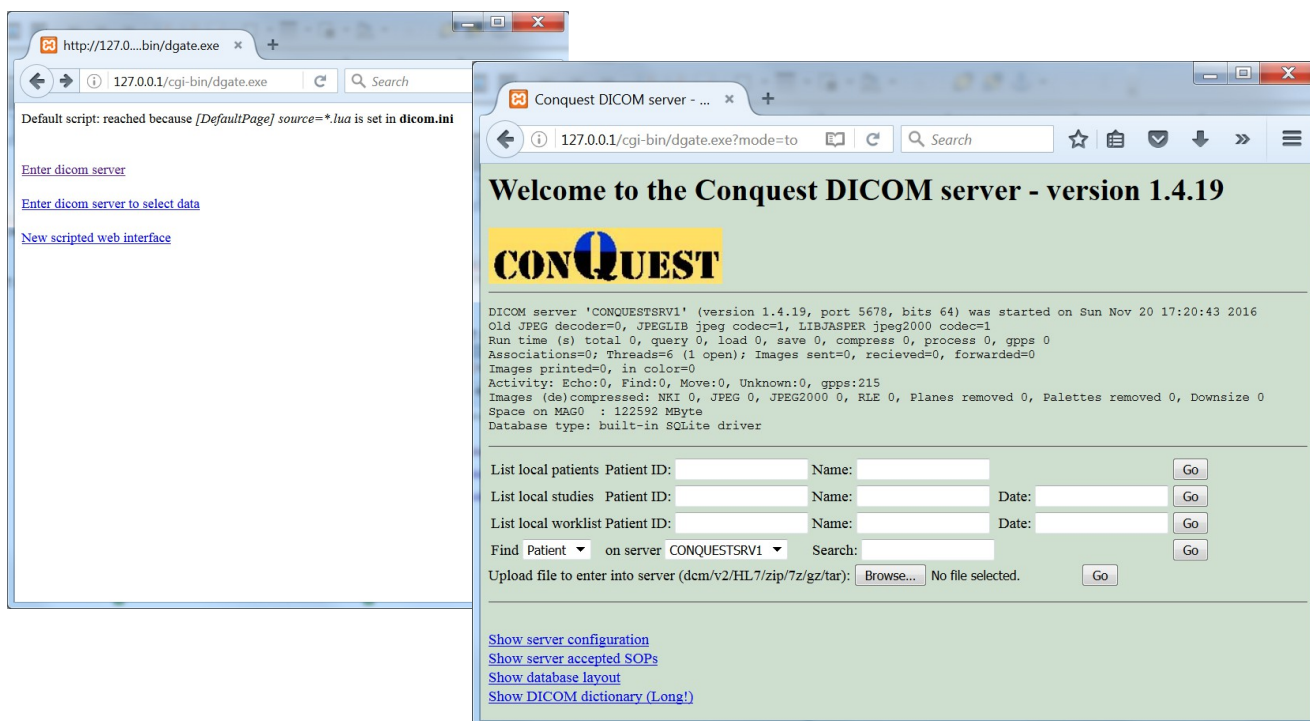 http://127.0....bin/dgate.exe × +
127.0.0.1/cgi-bin/dgate.exe Search
Default script: reached because [DefaultPage] source=*.lua is set in dicom.ini
Enter dicom server
Enter dicom server to select data
New scripted web interface
Conquest DICOM server - ... × +
127.0.0.1/cgi-bin/dgate.exe?mode=to Search
Welcome to the Conquest DICOM server - version 1.4.19
CONQUEST
DICOM server 'CONQUESTSRV1' (version 1.4.19, port 5678, bits 64) was started on Sun Nov 20 17:20:43 2016
Old JPEG decoder=0, JPEGLIB jpeg codec=1, LIBJASPER jpeg2000 codec=1
Run time (s) total 0, query 0, load 0, save 0, compress 0, process 0, gpps 0
Associations=0; Threads=6 (1 open); Images sent=0, recieved=0, forwarded=0
Images printed=0, in color=0
Activity: Echo:0, Find:0, Move:0, Unknown:0, gpps:215
Images (de)compressed: NKI 0, JPEG 0, JPEG2000 0, RLE 0, Planes removed 0, Palettes removed 0, Downsize 0
Space on MAG0 : 122592 MByte
Database type: built-in SQLite driver
List local patients Patient ID: Name: Go
List local studies Patient ID: Name: Date: Go
List local worklist Patient ID: Name: Date: Go
Find Patient on server CONQUESTSRV1 Search: Go
Upload file to enter into server (dcm/v2/HL7/zip/7z/gz/tar): Browse... No file selected. Go
Show server configuration
Show server accepted SOPs
Show database layout
Show DICOM dictionary (Long!)